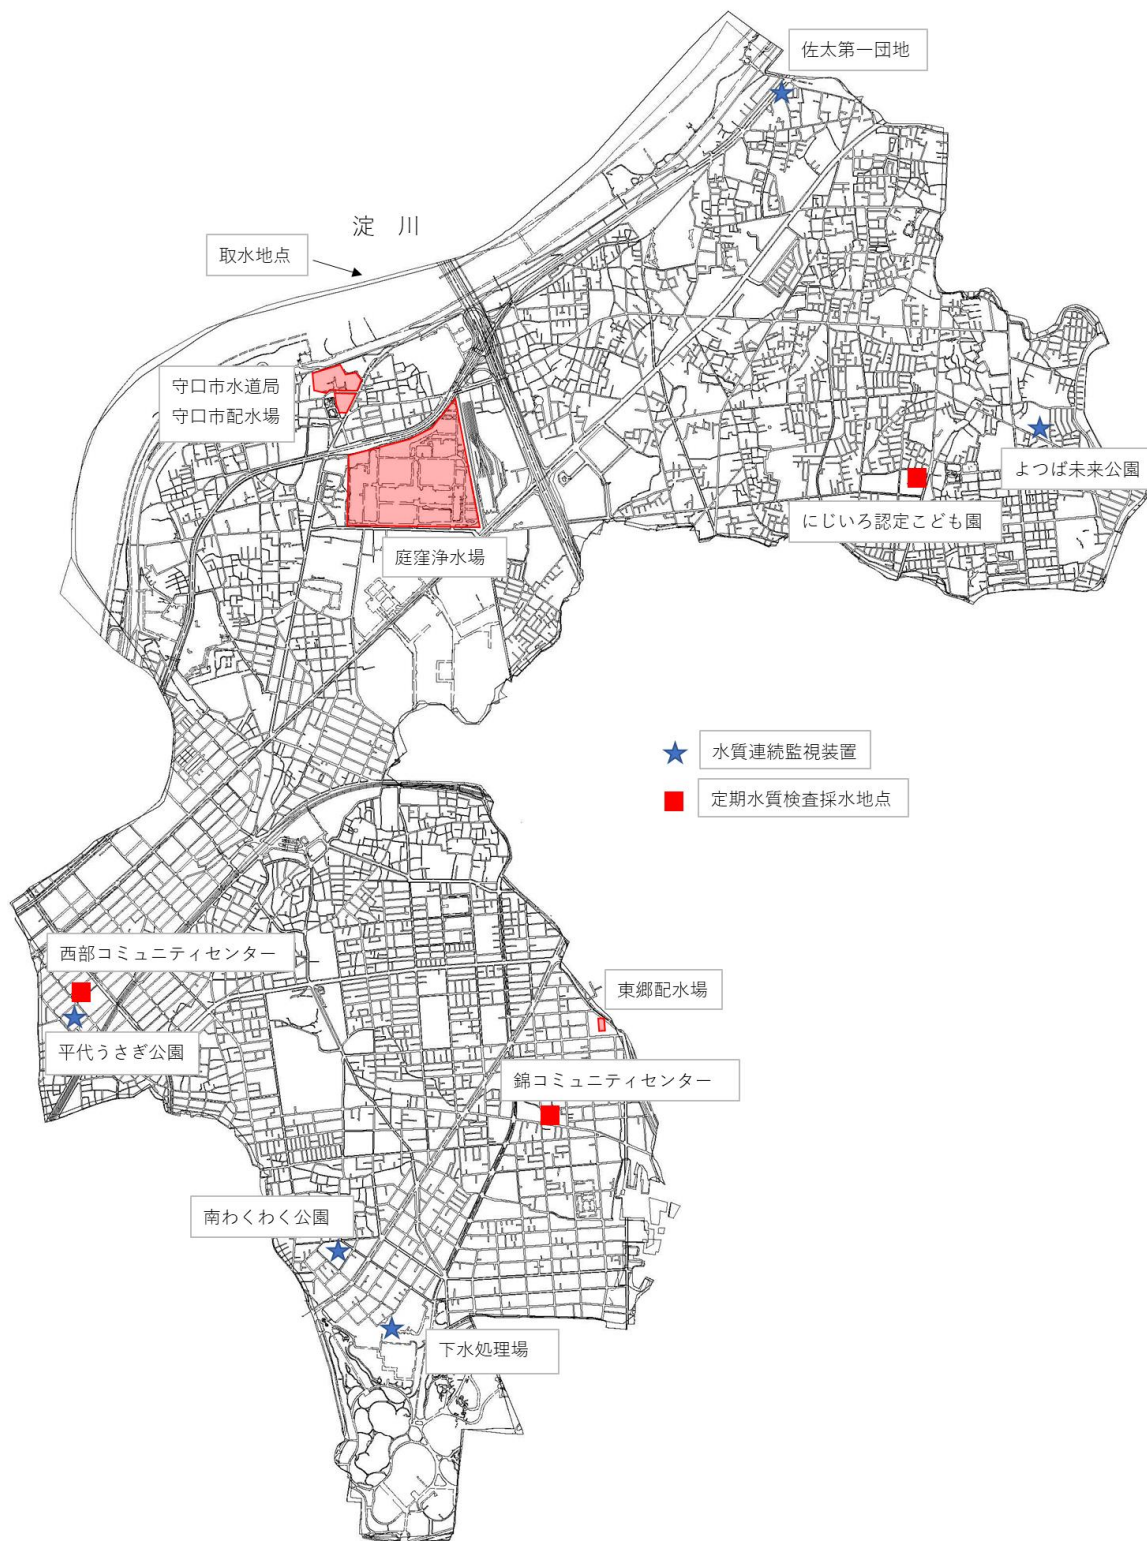 佐太第一団地
淀 川
取水地点
守口市水道局
守口市配水場
よつば未来公園
にじいろ認定こども園
庭窪浄水場
水質連続監視装置
定期水質検査採水地点
西部コミュニティセンター
東郷配水場
平代うさぎ公園
錦コミュニティセンター
南わくわく公園
下水処理場